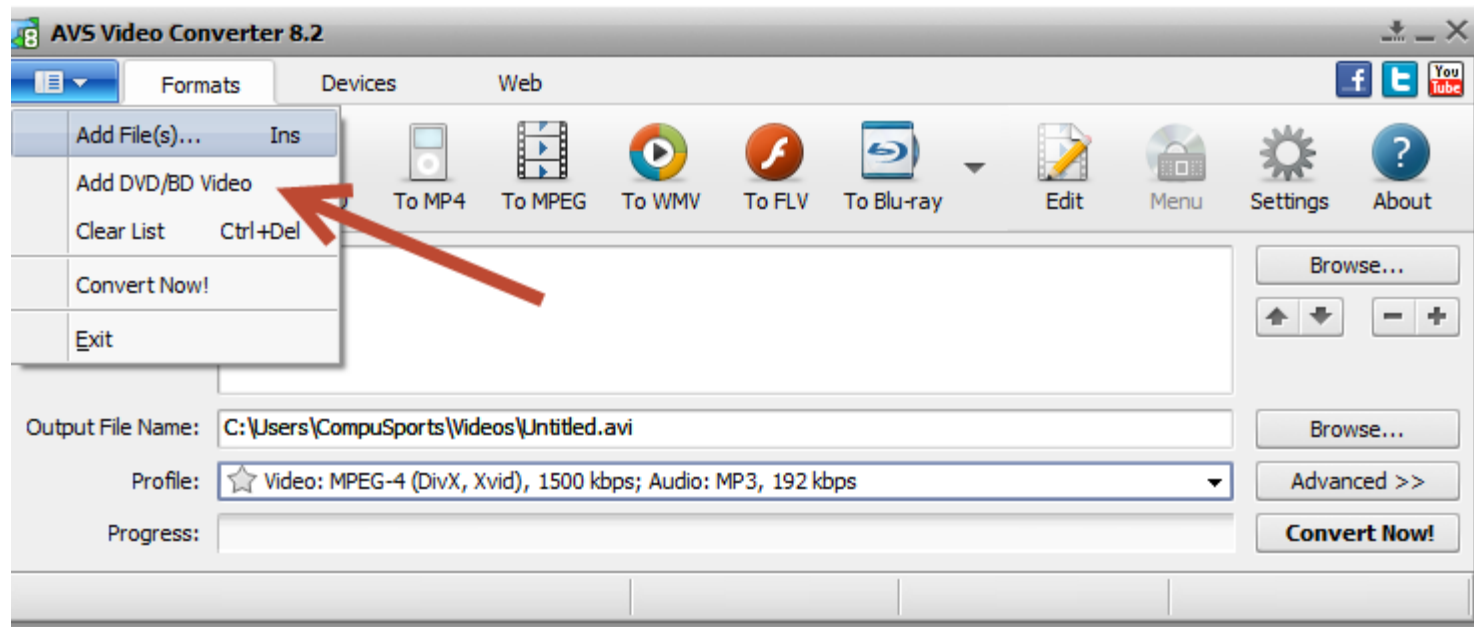 AVS Video Converter 8.2
Formats Devices Web You Tube
Add File(s)... Ins
Add DVD/BD Video
Clear List Ctrl+Del
Convert Now!
Exit
To MP4 To MPEG To WMV To FLV To Blu-ray Edit Menu Settings About
Browse...
Output File Name: C:\Users\CompuSports\Videos\Untitled.avi Browse...
Profile: Video: MPEG-4 (DivX, Xvid), 1500 kbps; Audio: MP3, 192 kbps Advanced >>
Progress: Convert Now!